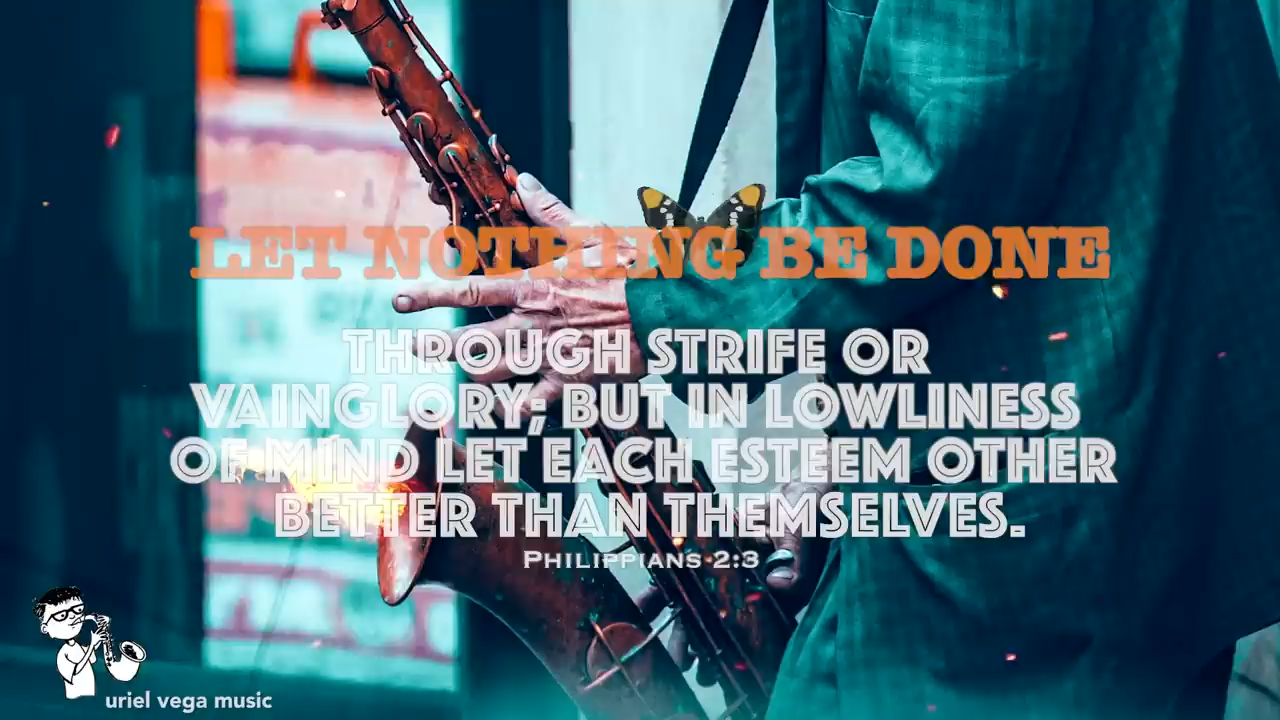 LET NOTHING BE DONE
THROUGH STRIFE OR
VAINGLORY; BUT IN LOWLINESS
OF MIND LET EACH ESTEEM OTHER
BETTER THAN THEMSELVES.
PHILIPPIANS 2:3
uriel vega music